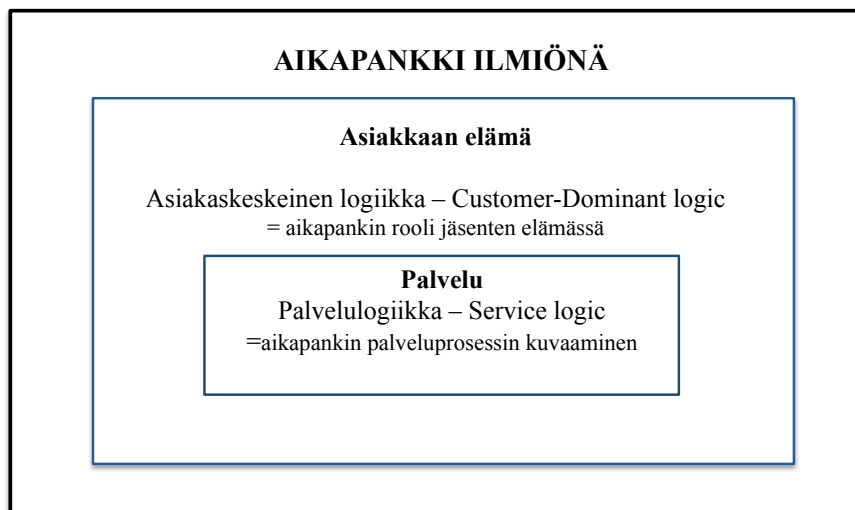 AIKAPANKKI ILMIÖNÄ
Asiakkaan elämä
Asiakaskeskeinen logiikka – Customer-Dominant logic
= aikapankin rooli jäsenten elämässä
Palvelu
Palvelulogiikka – Service logic
=aikapankin palveluprosessin kuvaaminen